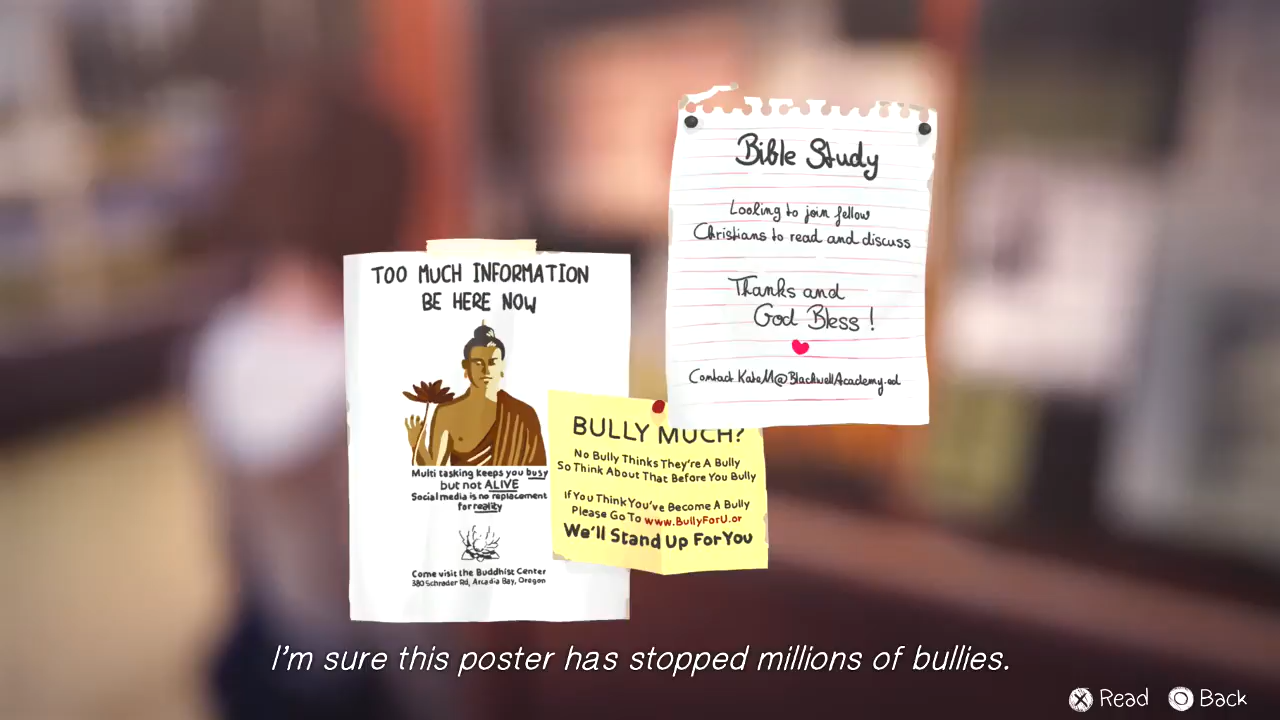 TOO MUCH INFORMATION
BE HERE NOW
Multi tasking keeps you busy
but not ALIVE
Social media is no replacement
for reality
Come visit the Buddhist Center
380 Schrader Rd, Arcadia Bay, Oregon
Bible Study
Looking to join fellow
Christians to read and discuss
Thanks and
God Bless !
Contact KateM@BlackwellAcademy.ed
BULLY MUCH?
No Bully Thinks They're A Bully
So Think About That Before You Bully
If You Think You've Become A Bully
Please Go To www.BullyForU.or
We'll Stand Up For You
I'm sure this poster has stopped millions of bullies.
Read
Back